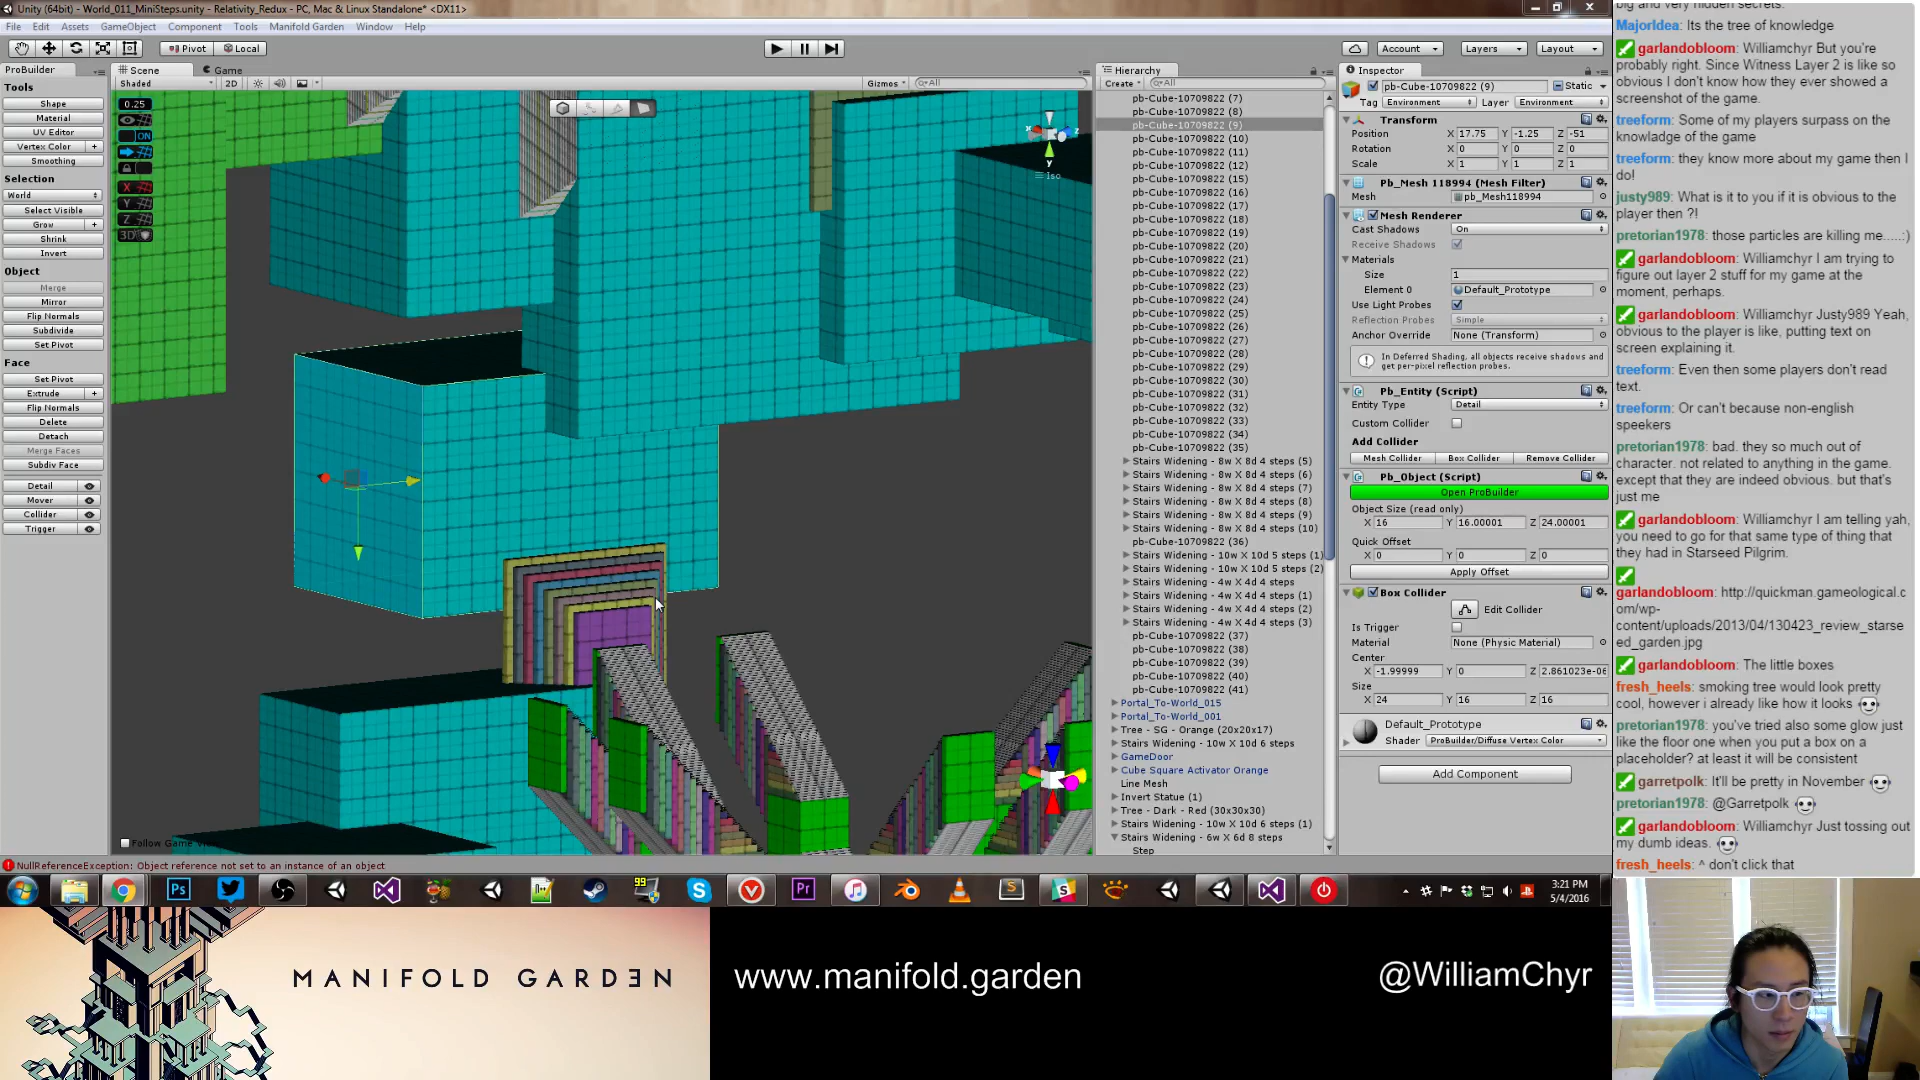 Unity (64bit) - World_011_MiniSteps.unity - Relativity_Redux - PC, Mac & Linux Standalone* <DX11>
File Edit Assets GameObject Component Tools Manifold Garden Window Help
Pivot Local Account Layers Layout
ProBuilder
Tools
Shape
Material
UV Editor
Vertex Color +
Smoothing
Selection
World
Select Visible
Grow +
Shrink
Invert
Object
Merge
Mirror
Flip Normals
Subdivide
Set Pivot
Face
Set Pivot
Extrude +
Flip Normals
Delete
Detach
Merge Faces
Subdiv Face
Detail
Mover
Collider
Trigger
Scene Game
Shaded 2D Gizmos All
0.25
ON
X
Y
Z
3D
y
Iso
Hierarchy
Create All
pb-Cube-10709822 (7)
pb-Cube-10709822 (8)
pb-Cube-10709822 (9)
pb-Cube-10709822 (10)
pb-Cube-10709822 (11)
pb-Cube-10709822 (12)
pb-Cube-10709822 (15)
pb-Cube-10709822 (16)
pb-Cube-10709822 (17)
pb-Cube-10709822 (18)
pb-Cube-10709822 (19)
pb-Cube-10709822 (20)
pb-Cube-10709822 (21)
pb-Cube-10709822 (22)
pb-Cube-10709822 (23)
pb-Cube-10709822 (24)
pb-Cube-10709822 (25)
pb-Cube-10709822 (26)
pb-Cube-10709822 (27)
pb-Cube-10709822 (28)
pb-Cube-10709822 (29)
pb-Cube-10709822 (30)
pb-Cube-10709822 (31)
pb-Cube-10709822 (32)
pb-Cube-10709822 (33)
pb-Cube-10709822 (34)
pb-Cube-10709822 (35)
Stairs Widening - 8w X 8d 4 steps (5)
Stairs Widening - 8w X 8d 4 steps (6)
Stairs Widening - 8w X 8d 4 steps (7)
Stairs Widening - 8w X 8d 4 steps (8)
Stairs Widening - 8w X 8d 4 steps (9)
Stairs Widening - 8w X 8d 4 steps (10)
pb-Cube-10709822 (36)
Stairs Widening - 10w X 10d 5 steps (1)
Stairs Widening - 10w X 10d 5 steps (2)
Stairs Widening - 4w X 4d 4 steps
Stairs Widening - 4w X 4d 4 steps (1)
Stairs Widening - 4w X 4d 4 steps (2)
Stairs Widening - 4w X 4d 4 steps (3)
pb-Cube-10709822 (37)
pb-Cube-10709822 (38)
pb-Cube-10709822 (39)
pb-Cube-10709822 (40)
pb-Cube-10709822 (41)
Portal_To-World_015
Portal_To-World_001
Tree - SG - Orange (20x20x17)
Stairs Widening - 10w X 10d 6 steps
GameDoor
Cube Square Activator Orange
Line Mesh
Invert Statue (1)
Tree - Dark - Red (30x30x30)
Stairs Widening - 10w X 10d 6 steps (1)
Stairs Widening - 6w X 6d 8 steps
Step
Inspector
pb-Cube-10709822 (9) Static
Tag Environment Layer Environment
Transform
Position X 17.75 Y -1.25 Z -51
Rotation X 0 Y 0 Z 0
Scale X 1 Y 1 Z 1
Pb_Mesh 118994 (Mesh Filter)
Mesh pb_Mesh118994
Mesh Renderer
Cast Shadows On
Receive Shadows
Materials
Size 1
Element 0 Default_Prototype
Use Light Probes
Reflection Probes Simple
Anchor Override None (Transform)
In Deferred Shading, all objects receive shadows and
get per-pixel reflection probes.
Pb_Entity (Script)
Entity Type Detail
Custom Collider
Add Collider
Mesh Collider Box Collider Remove Collider
Pb_Object (Script)
Open ProBuilder
Object Size (read only)
X 16 Y 16.00001 Z 24.00001
Quick Offset
X 0 Y 0 Z 0
Apply Offset
Box Collider
Edit Collider
Is Trigger
Material None (Physic Material)
Center
X -1.99999 Y 0 Z 2.861023e-06
Size
X 24 Y 16 Z 16
Default_Prototype
Shader ProBuilder/Diffuse Vertex Color
Add Component
NullReferenceException: Object reference not set to an instance of an object
3:21 PM
5/4/2016
big and very hidden secrets.
MajorIdea: Its the tree of knowledge
garlandobloom: Williamchyr But you're
probably right. Since Witness Layer 2 is like so
obvious I don't know how they ever showed a
screenshot of the game.
treeform: Some of my players surpass on the
knowladge of the game
treeform: they know more about my game then I
do!
justy989: What is it to you if it is obvious to the
player then ?!
pretorian1978: those particles are killing me.....:)
garlandobloom: Williamchyr I am trying to
figure out layer 2 stuff for my game at the
moment, perhaps.
garlandobloom: Williamchyr Justy989 Yeah,
obvious to the player is like, putting text on
screen explaining it.
treeform: Even then some players don't read
text.
treeform: Or can't because non-english
speekers
pretorian1978: bad. they so much out of
character. not related to anything in the game.
except that they are indeed obvious. but that's
just me
garlandobloom: Williamchyr I am telling yah,
you need to go for that same type of thing that
they had in Starseed Pilgrim.
garlandobloom: http://quickman.gameological.c
om/wp-
content/uploads/2013/04/130423_review_starse
ed_garden.jpg
garlandobloom: The little boxes
fresh_heels: smoking tree would look pretty
cool, however i already like how it looks
pretorian1978: you've tried also some glow just
like the floor one when you put a box on a
placeholder? at least it will be consistent
garretpolk: It'll be pretty in November
pretorian1978: @Garretpolk
garlandobloom: Williamchyr Just tossing out
my dumb ideas.
fresh_heels: ^ don't click that
MANIFOLD GARDEN
www.manifold.garden
@WilliamChyr